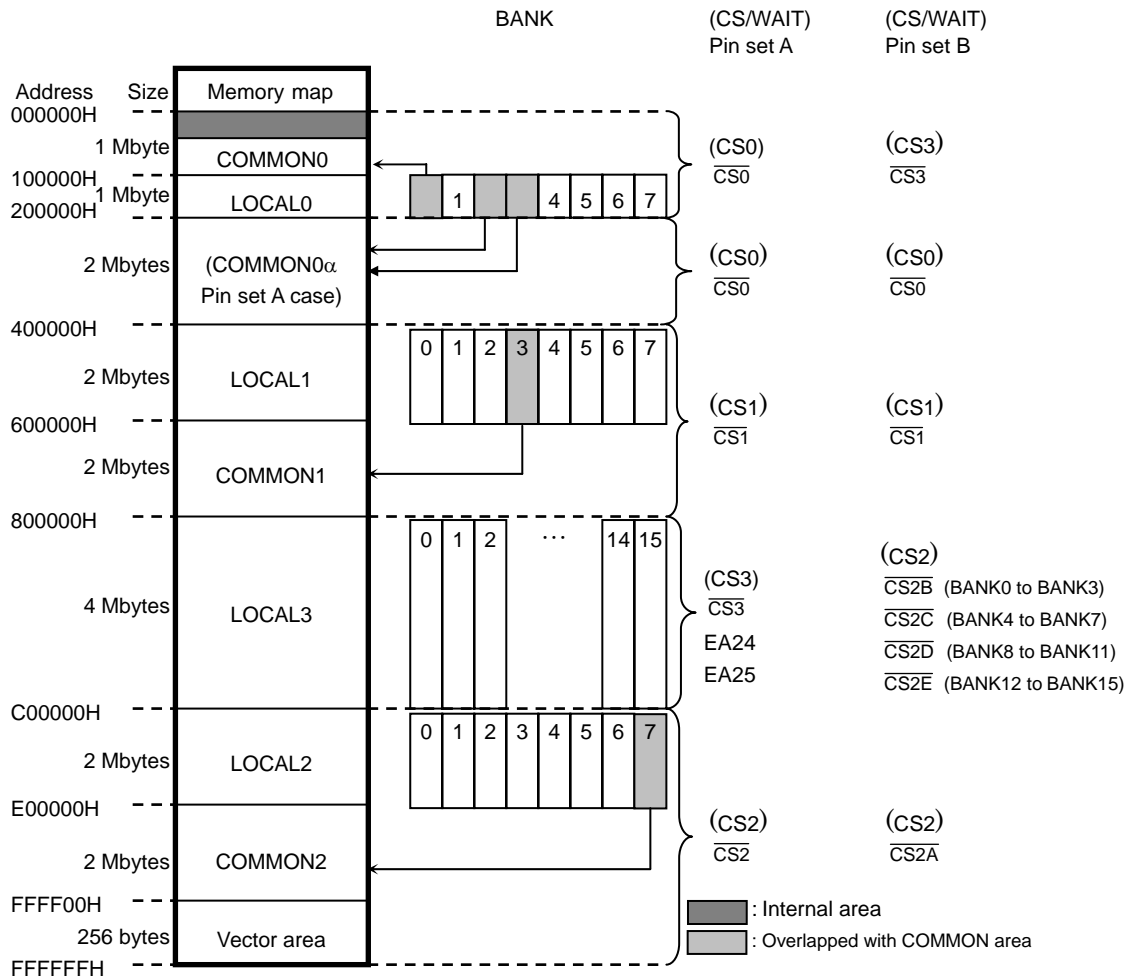 BANK (CS/WAIT) (CS/WAIT)
Pin set A Pin set B
Address Size Memory map
000000H
1 Mbyte COMMON0 (CS0) (CS3)
CS0 CS3
100000H
1 Mbyte LOCAL0 1 4 5 6 7
200000H
2 Mbytes (COMMON0α (CS0) (CS0)
Pin set A case) CS0 CS0
400000H
0 1 2 3 4 5 6 7
2 Mbytes LOCAL1
(CS1) (CS1)
600000H CS1 CS1
2 Mbytes COMMON1
800000H
0 1 2 ··· 14 15
(CS2)
(CS3) CS2B (BANK0 to BANK3)
4 Mbytes LOCAL3 CS3 CS2C (BANK4 to BANK7)
EA24 CS2D (BANK8 to BANK11)
EA25 CS2E (BANK12 to BANK15)
C00000H
0 1 2 3 4 5 6 7
2 Mbytes LOCAL2
E00000H
(CS2) (CS2)
2 Mbytes COMMON2 CS2 CS2A
FFFF00H
: Internal area
256 bytes Vector area : Overlapped with COMMON area
FFFFFFH